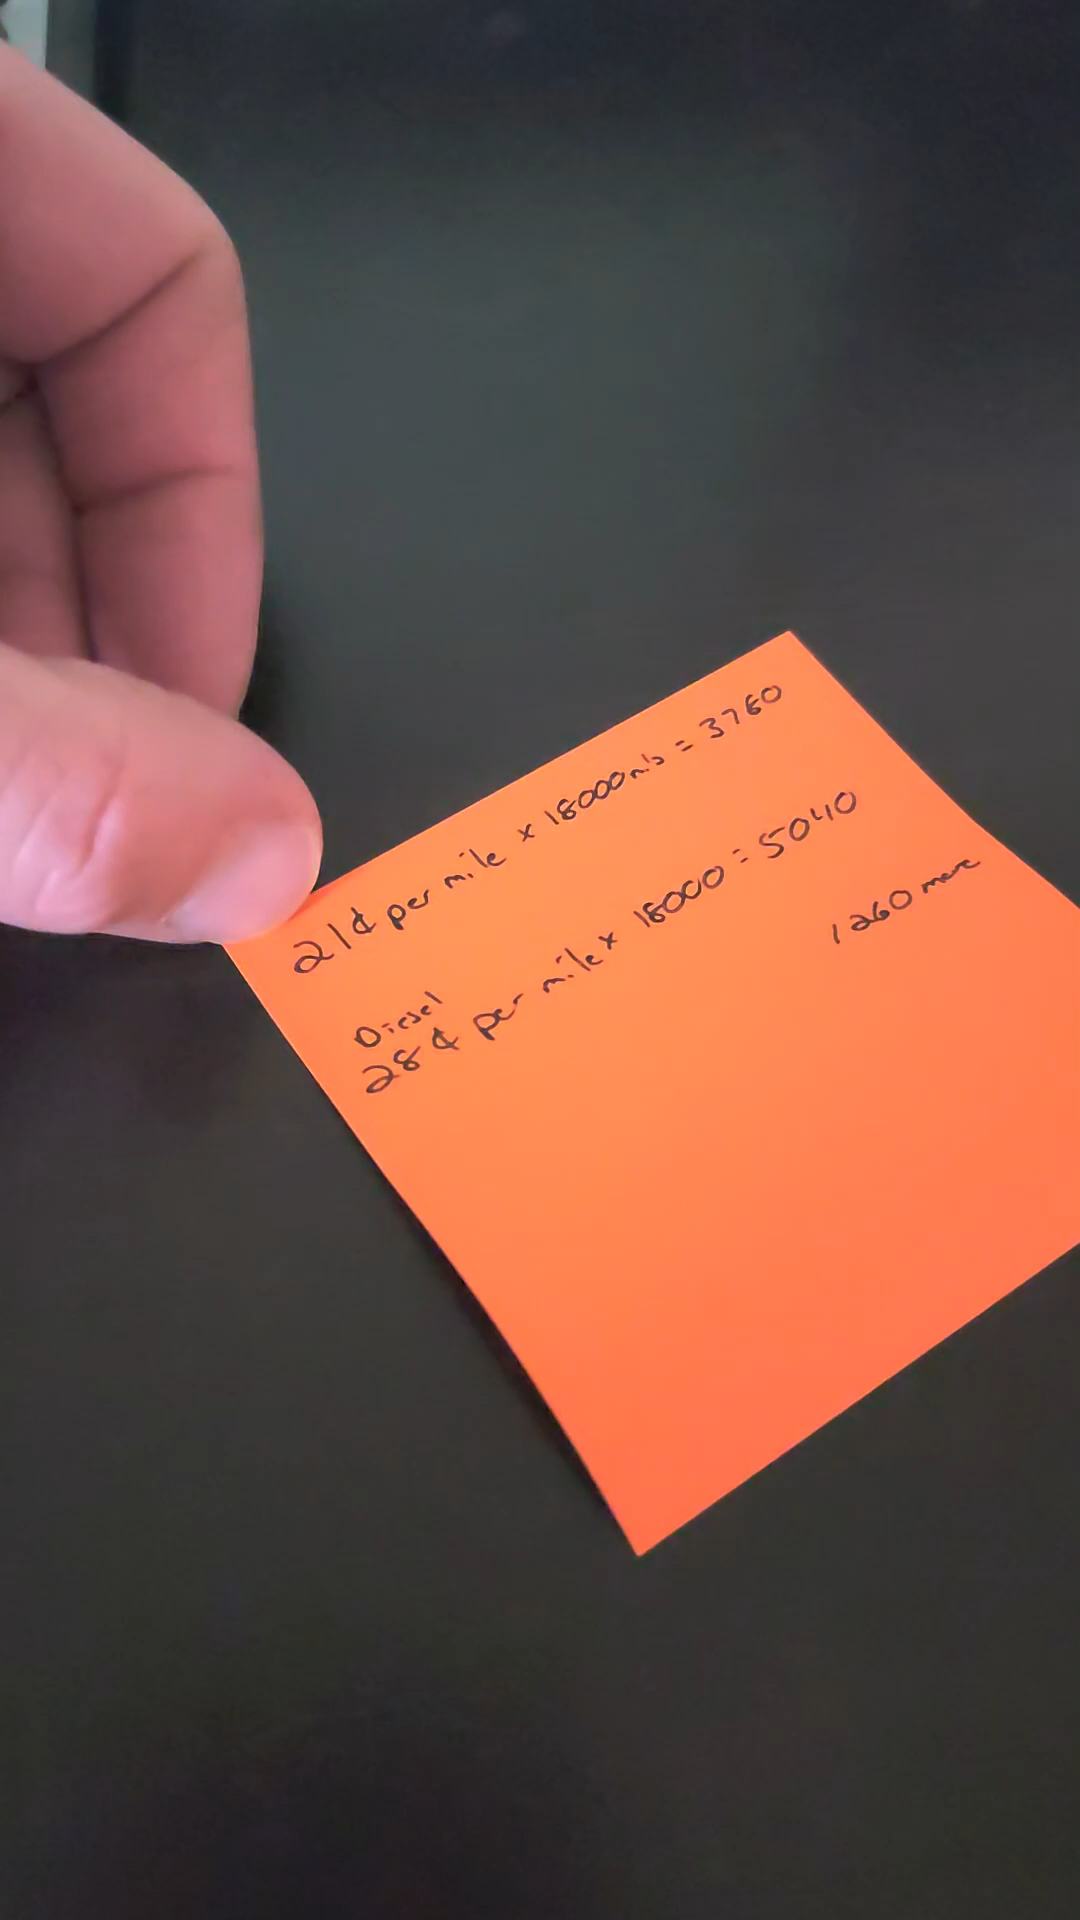 21¢ per mile x 18000mls = 3760
Diesel
28¢ per mile x 18000 = 5040
1260 more